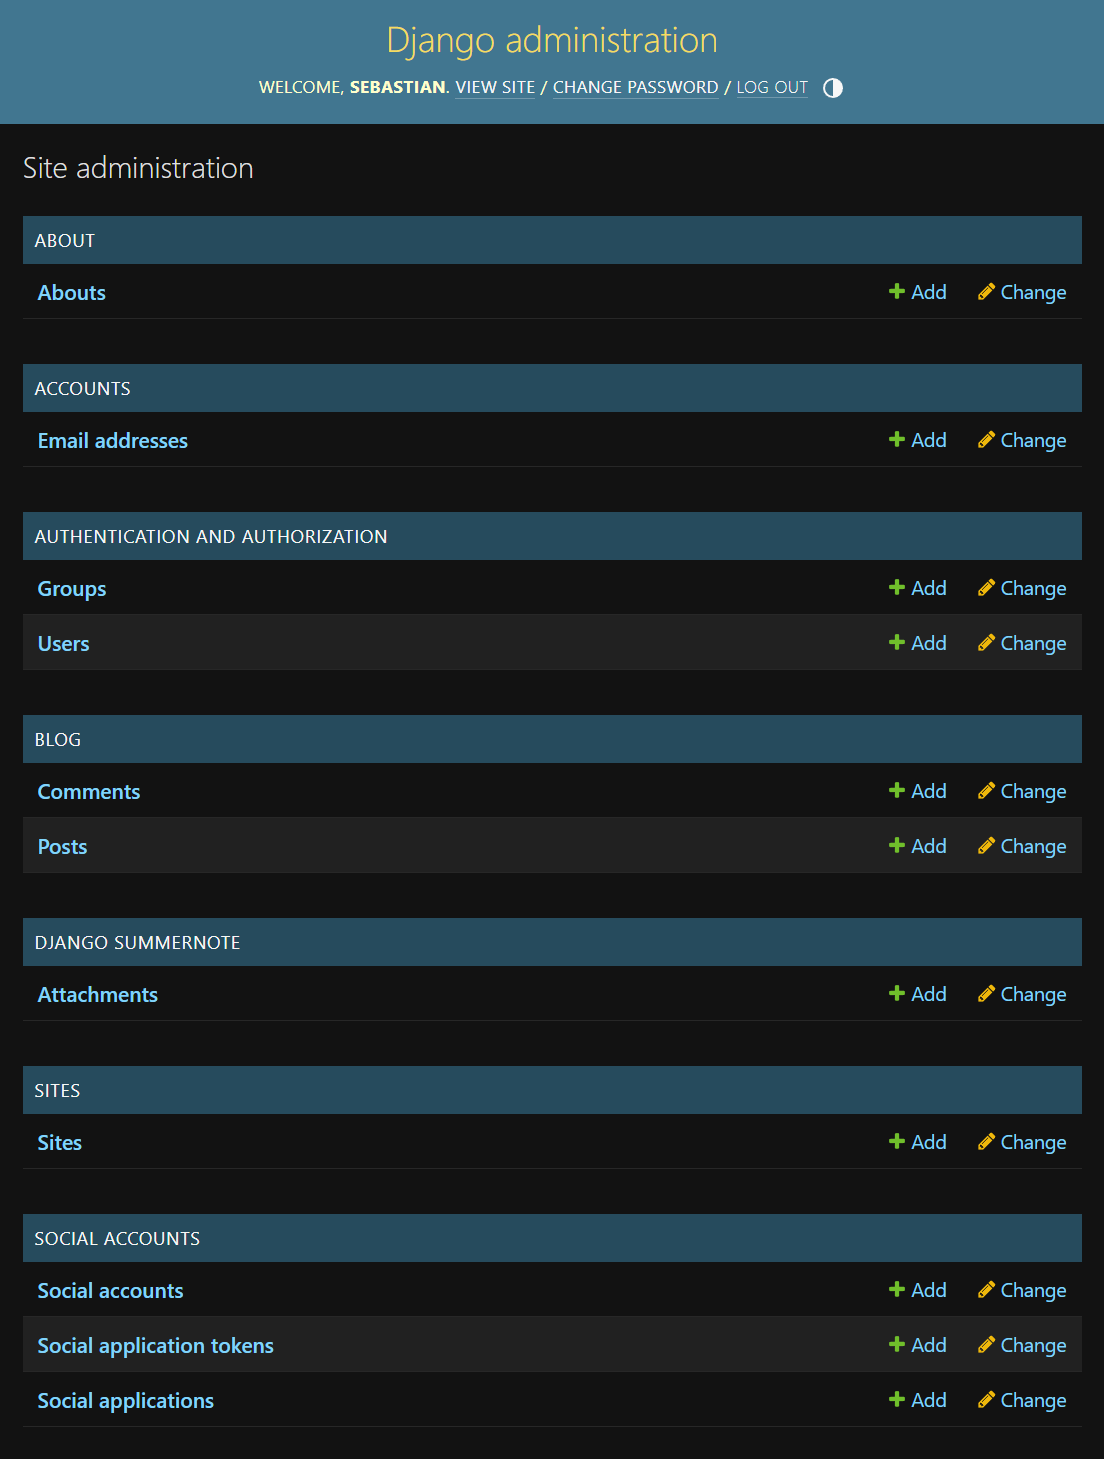 Django administration
WELCOME, SEBASTIAN. VIEW SITE / CHANGE PASSWORD / LOG OUT
Site administration
ABOUT
Abouts Add Change
ACCOUNTS
Email addresses Add Change
AUTHENTICATION AND AUTHORIZATION
Groups Add Change
Users Add Change
BLOG
Comments Add Change
Posts Add Change
DJANGO SUMMERNOTE
Attachments Add Change
SITES
Sites Add Change
SOCIAL ACCOUNTS
Social accounts Add Change
Social application tokens Add Change
Social applications Add Change